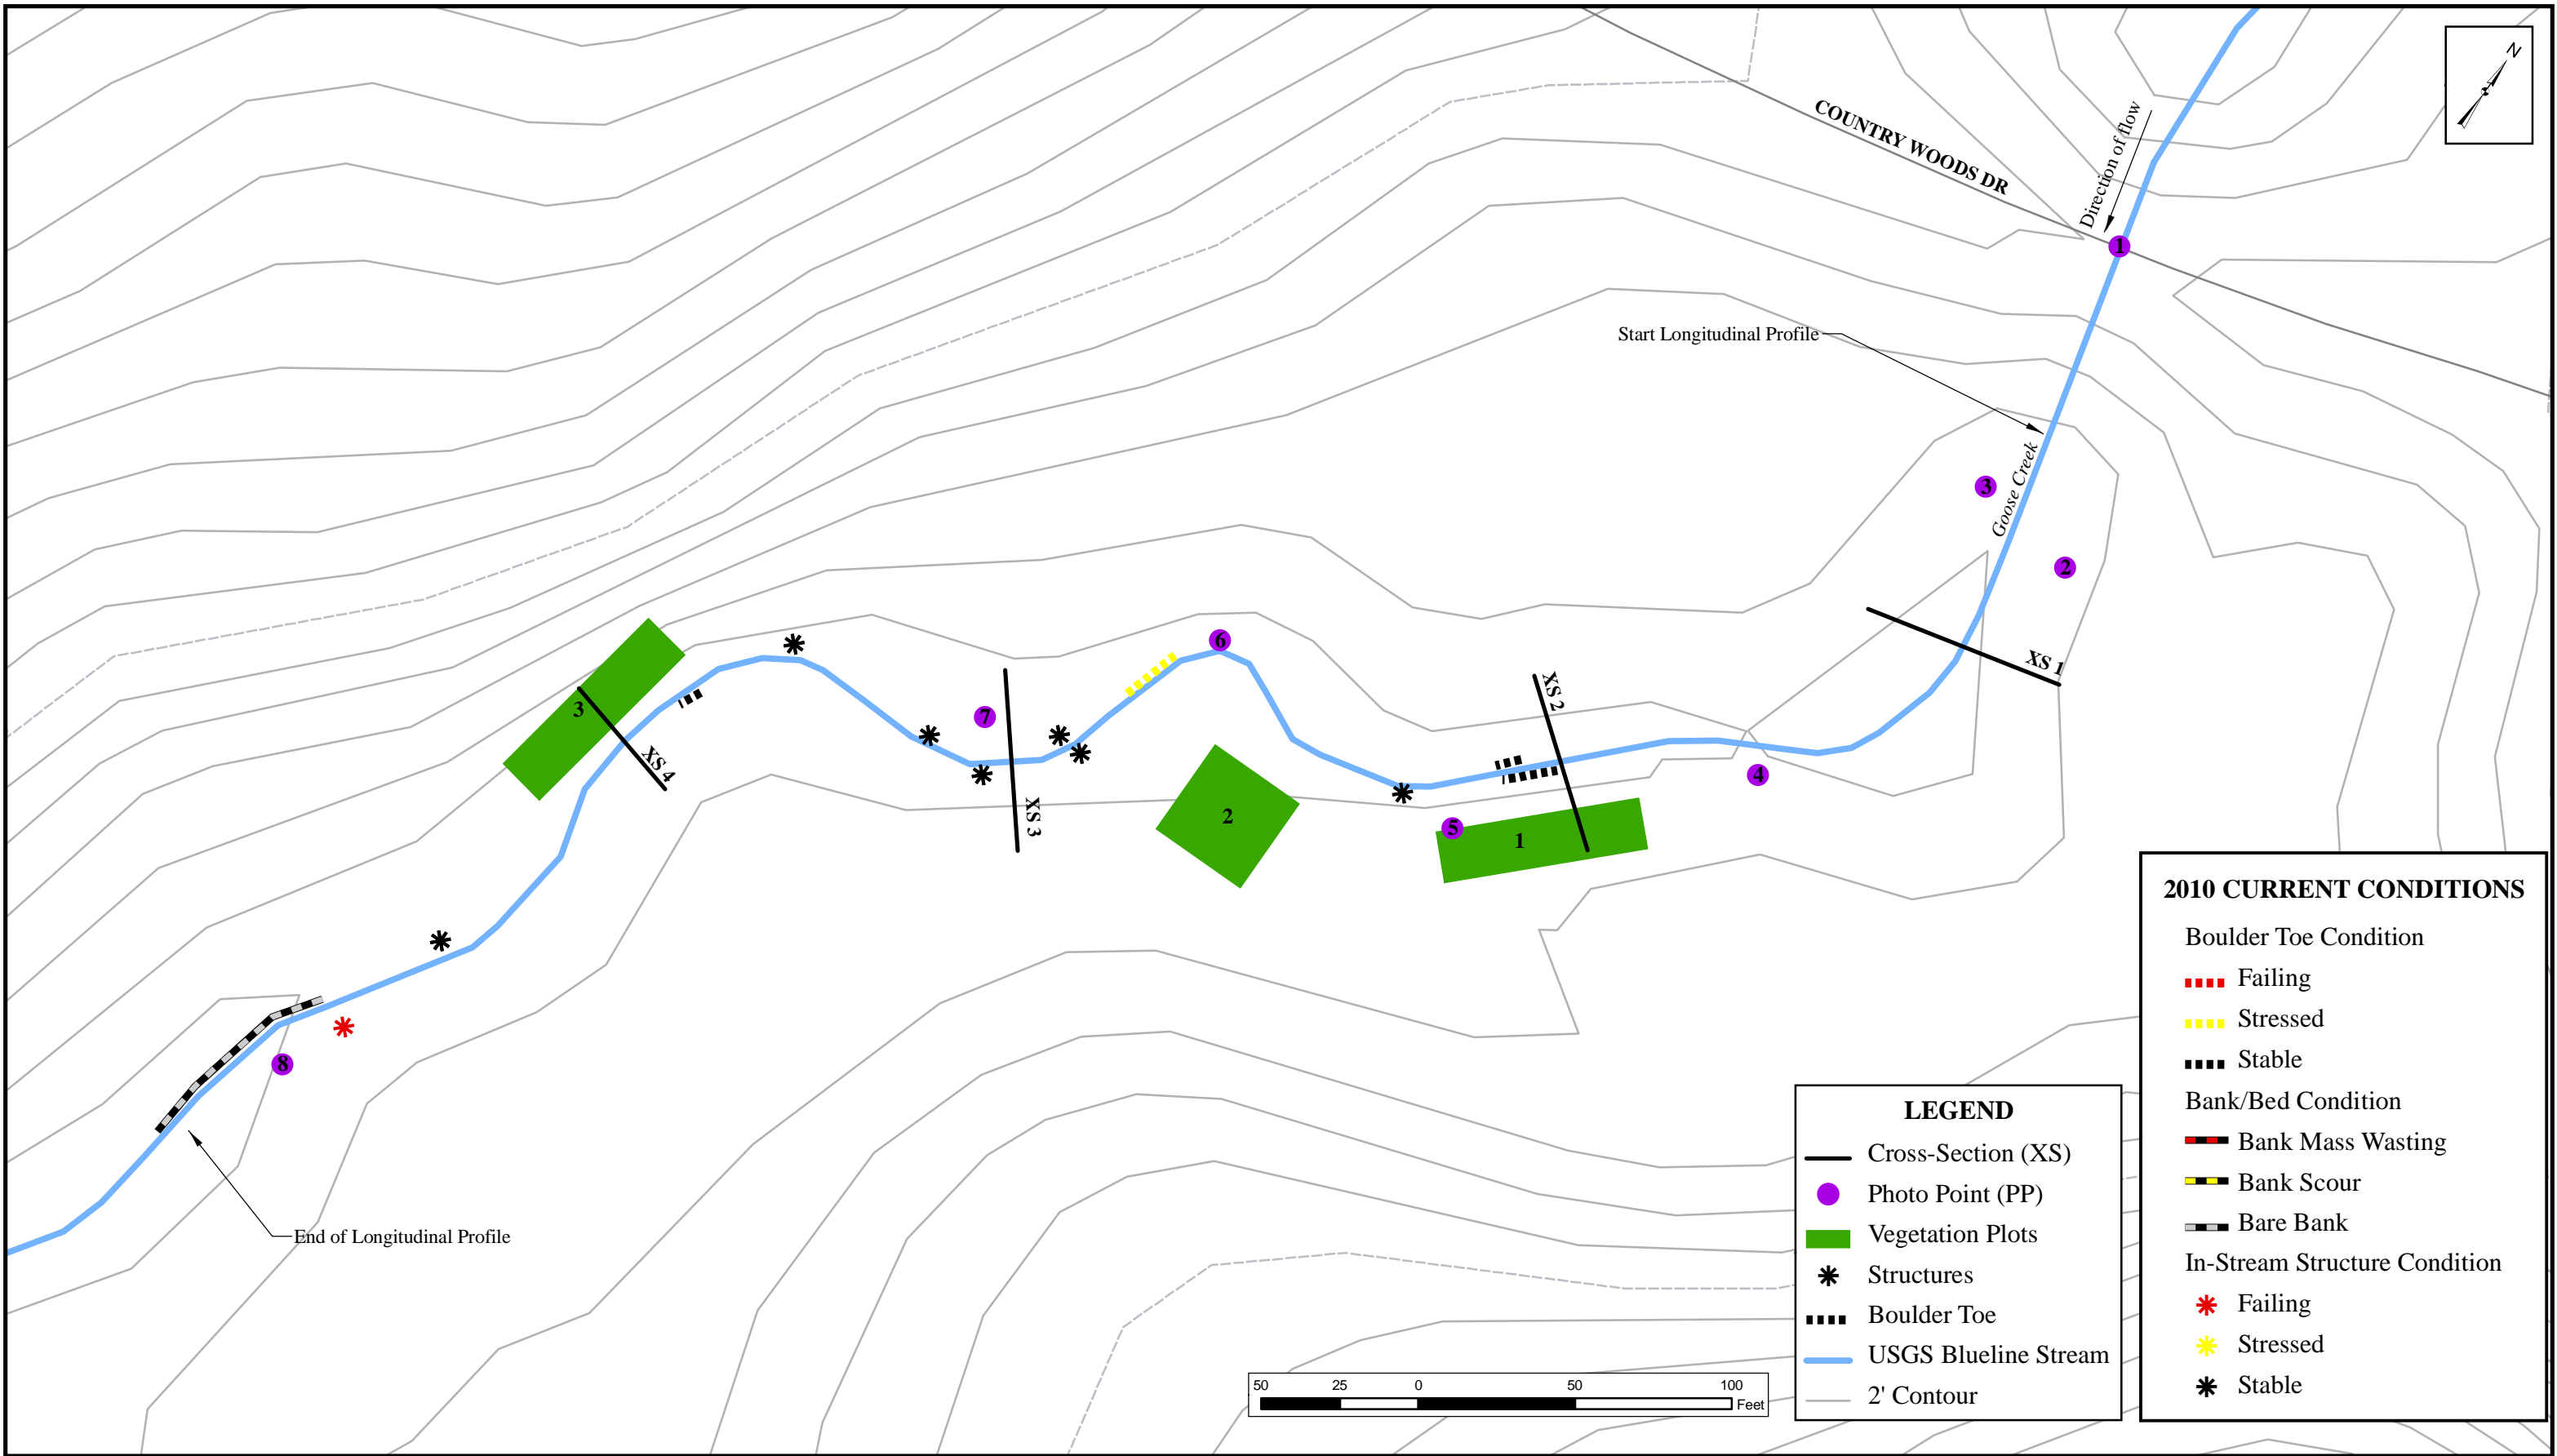 N
COUNTRY WOODS DR
Direction of flow
1
Start Longitudinal Profile
Goose Creek
3
2
XS 1
6
XS 2
7
3
XS 4
4
XS 3
2
5
1
8
End of Longitudinal Profile
2010 CURRENT CONDITIONS
Boulder Toe Condition
Failing
Stressed
Stable
Bank/Bed Condition
Bank Mass Wasting
Bank Scour
Bare Bank
In-Stream Structure Condition
Failing
Stressed
Stable
LEGEND
Cross-Section (XS)
Photo Point (PP)
Vegetation Plots
Structures
Boulder Toe
USGS Blueline Stream
2' Contour
50 25 0 50 100
Feet